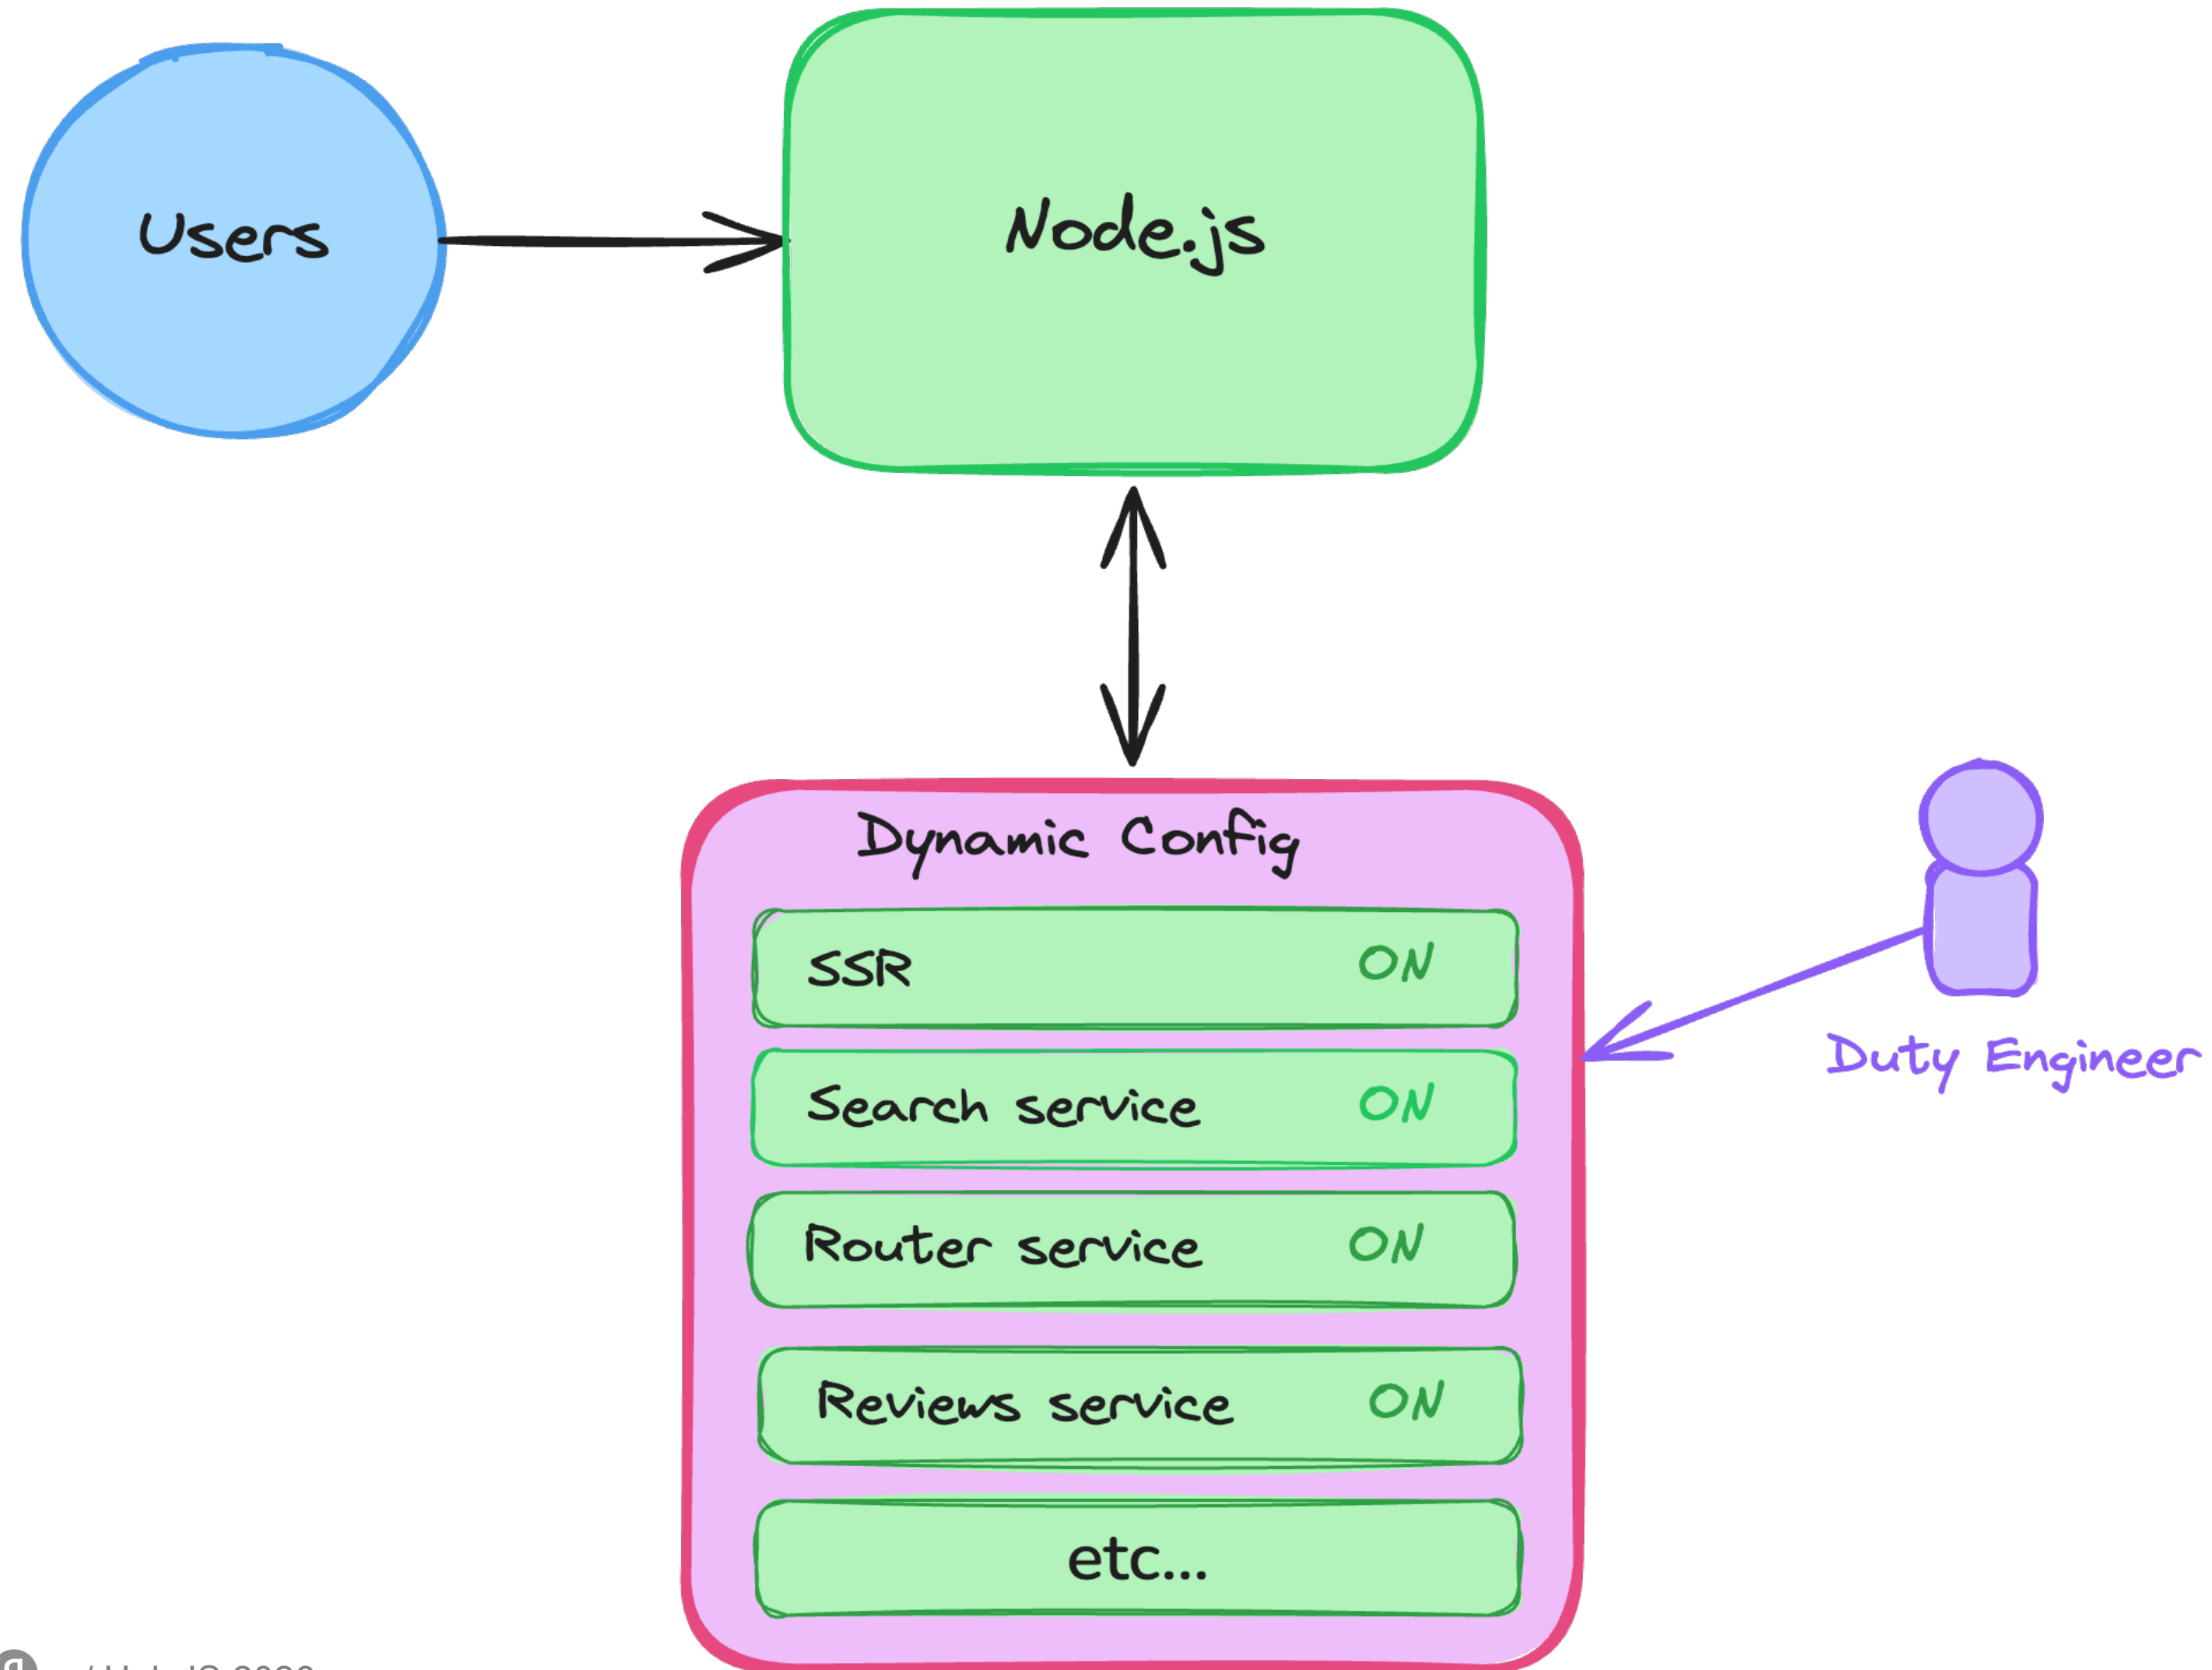 Users
Node.js
Dynamic Config
SSR ON
Search service ON
Duty Engineer
Router service ON
Reviews service ON
etc...